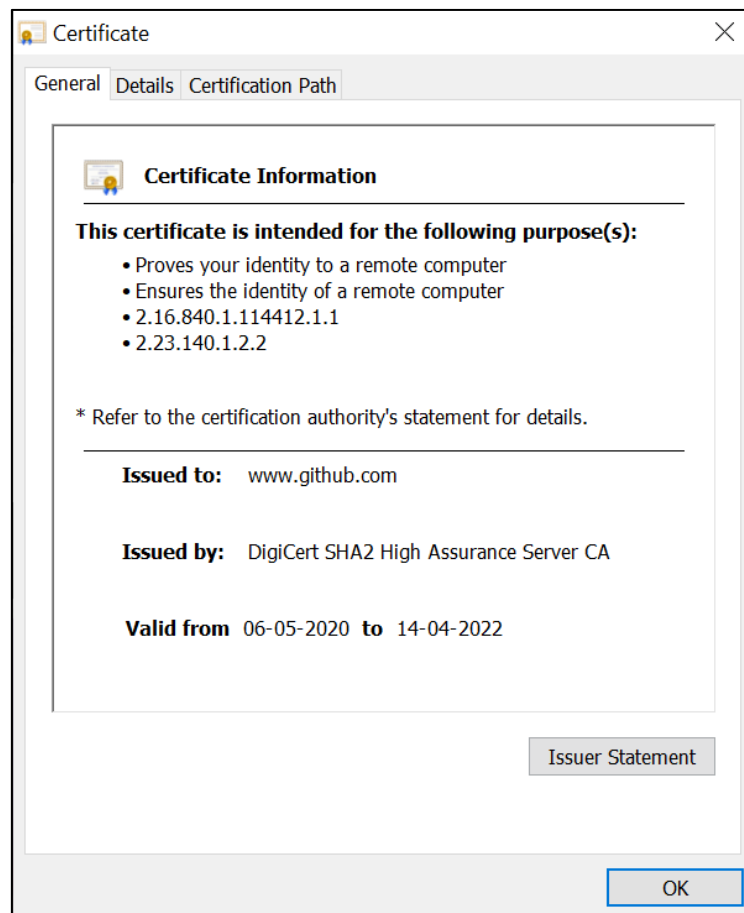 Certificate
General Details Certification Path
Certificate Information
This certificate is intended for the following purpose(s):
• Proves your identity to a remote computer
• Ensures the identity of a remote computer
• 2.16.840.1.114412.1.1
• 2.23.140.1.2.2
* Refer to the certification authority's statement for details.
Issued to: www.github.com
Issued by: DigiCert SHA2 High Assurance Server CA
Valid from 06-05-2020 to 14-04-2022
Issuer Statement
OK